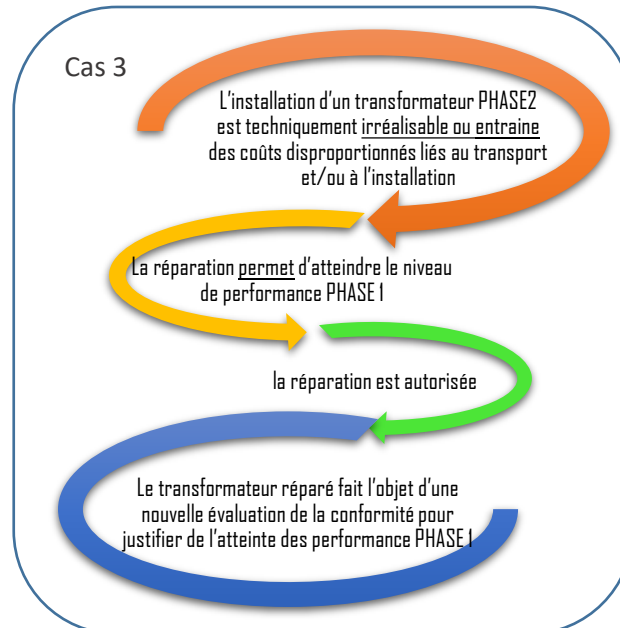 Cas 3
L'installation d'un transformateur PHASE2
est techniquement irréalisable ou entraine
des coûts disproportionnés liés au transport
et/ou à l'installation
La réparation permet d'atteindre le niveau
de performance PHASE 1
la réparation est autorisée
Le transformateur réparé fait l'objet d'une
nouvelle évaluation de la conformité pour
justifier de l'atteinte des performance PHASE 1